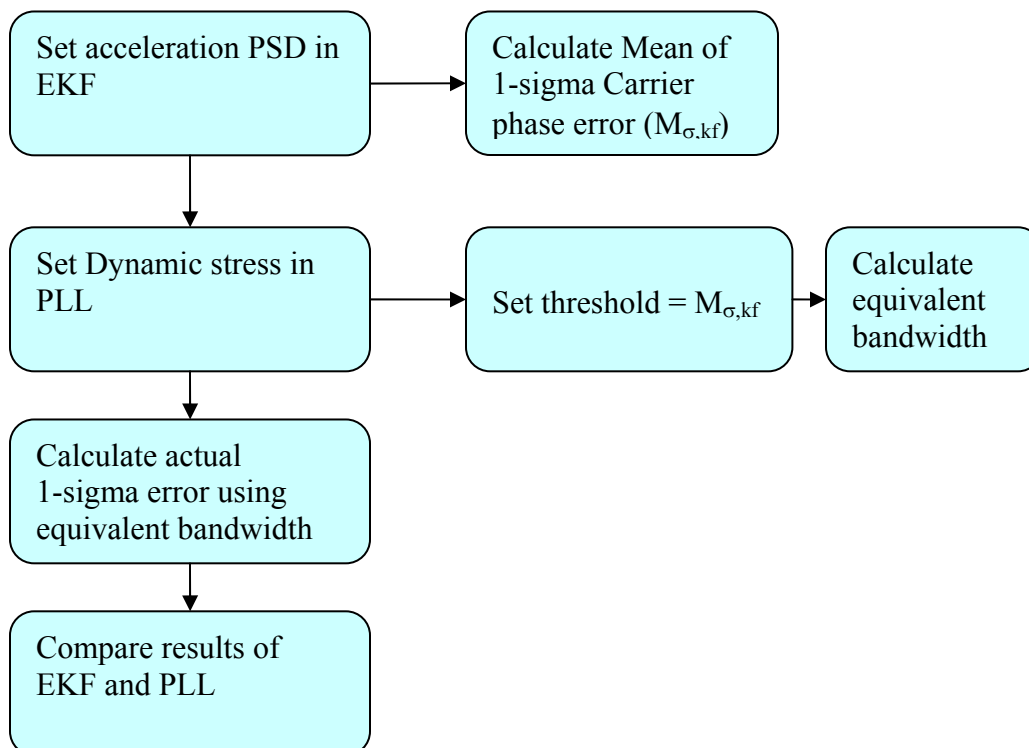 Set acceleration PSD in
EKF
Calculate Mean of
1-sigma Carrier
phase error (Mσ,kf)
Set Dynamic stress in
PLL
Set threshold = Mσ,kf
Calculate
equivalent
bandwidth
Calculate actual
1-sigma error using
equivalent bandwidth
Compare results of
EKF and PLL